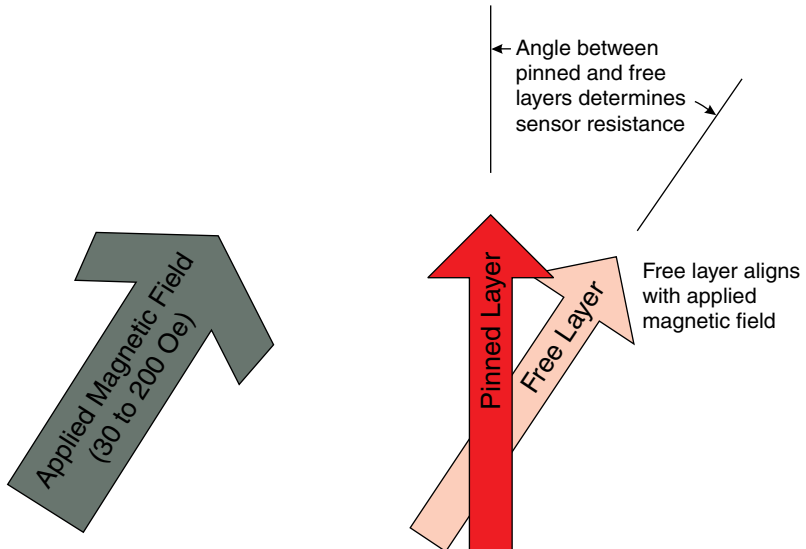 Angle between
pinned and free
layers determines
sensor resistance
Applied Magnetic Field
(30 to 200 Oe)
Pinned Layer
Free Layer
Free layer aligns
with applied
magnetic field